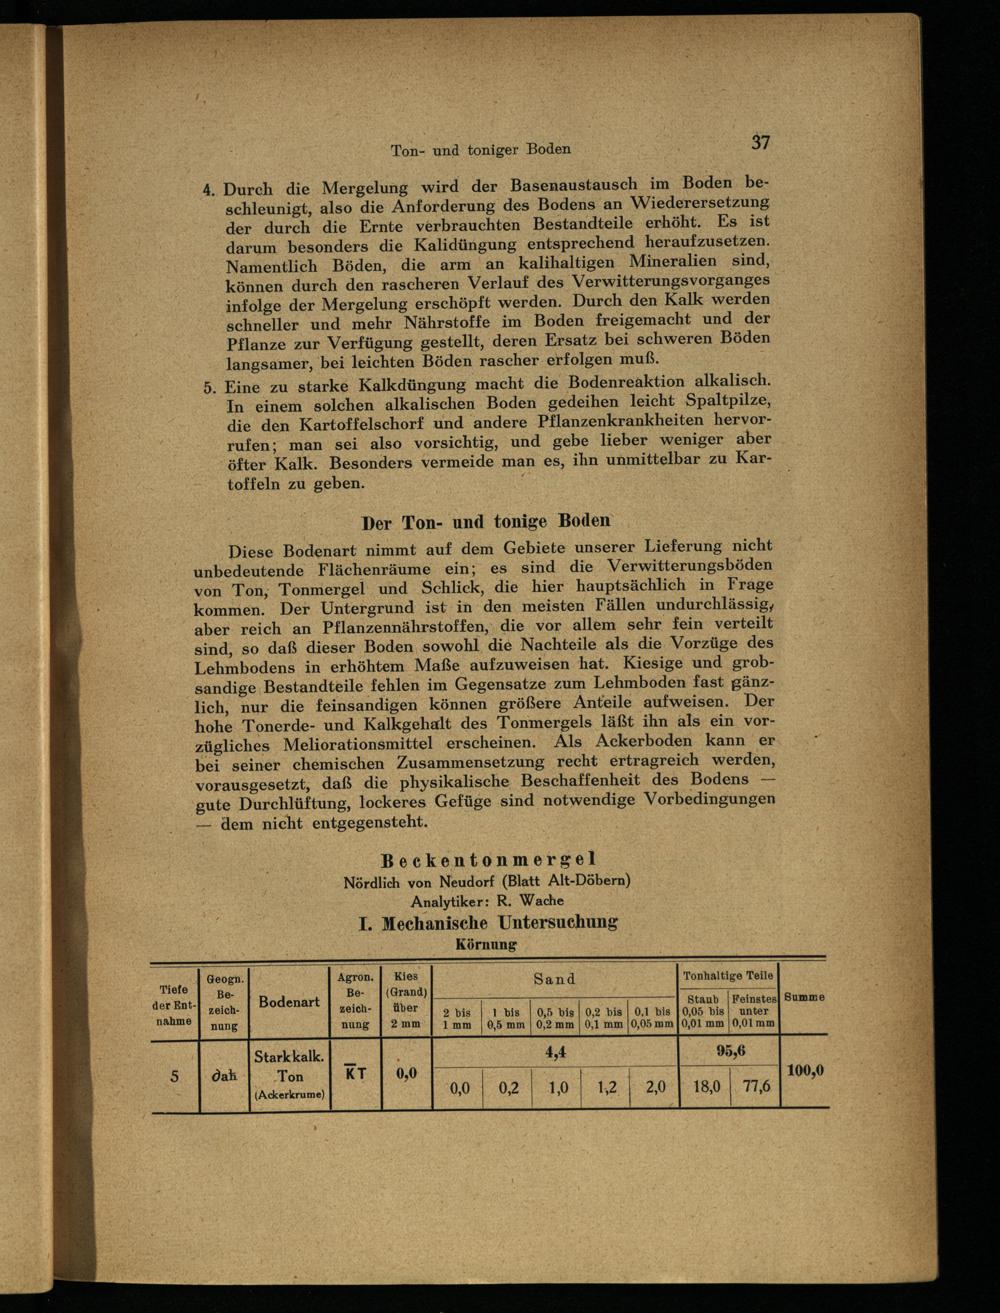 Ton- und toniger Boden 37
4. Durch die Mergelung wird der Basenaustausch im Boden be-
schleunigt, also die Anforderung des Bodens an Wiederersetzung
der durch die Ernte verbrauchten Bestandteile erhöht. Es ist
darum besonders die Kalidüngung entsprechend heraufzusetzen.
Namentlich Böden, die arm an kalihaltigen Mineralien sind,
können durch den rascheren Verlauf des Verwitterungsvorganges
infolge der Mergelung erschöpft werden. Durch den Kalk werden
schneller und mehr Nährstoffe im Boden freigemacht und der
Pflanze zur Verfügung gestellt, deren Ersatz bei schweren Böden
langsamer, bei leichten Böden rascher erfolgen muß.
5. Eine zu starke Kalkdüngung macht die Bodenreaktion alkalisch.
In einem solchen alkalischen Boden gedeihen leicht Spaltpilze,
die den Kartoffelschorf und andere Pflanzenkrankheiten hervor-
rufen; man sei also vorsichtig, und gebe lieber weniger aber
öfter Kalk. Besonders vermeide man es, ihn unmittelbar zu Kar-
toffeln zu geben.
Der Ton- und tonige Boden
Diese Bodenart nimmt auf dem Gebiete unserer Lieferung nicht
unbedeutende Flächenräume ein; es sind die Verwitterungsböden
von Ton, Tonmergel und Schlick, die hier hauptsächlich in Frage
kommen. Der Untergrund ist in den meisten Fällen undurchlässig,
aber reich an Pflanzennährstoffen, die vor allem sehr fein verteilt
sind, so daß dieser Boden sowohl die Nachteile als die Vorzüge des
Lehmbodens in erhöhtem Maße aufzuweisen hat. Kiesige und grob-
sandige Bestandteile fehlen im Gegensatze zum Lehmboden fast gänz-
lich, nur die feinsandigen können größere Anteile aufweisen. Der
hohe Tonerde- und Kalkgehalt des Tonmergels läßt ihn als ein vor-
zügliches Meliorationsmittel erscheinen. Als Ackerboden kann er
bei seiner chemischen Zusammensetzung recht ertragreich werden,
vorausgesetzt, daß die physikalische Beschaffenheit des Bodens —
gute Durchlüftung, lockeres Gefüge sind notwendige Vorbedingungen
— dem nicht entgegensteht.
Beckentonmergel
Nördlich von Neudorf (Blatt Alt-Döbern)
Analytiker: R. Wache
I. Mechanische Untersuchung
Körnung
Tiefe
der Ent-
nahme
Geogn.
Be-
zeich-
nung
Bodenart
Agron.
Be-
zeich-
nung
Kies
(Grand)
über
2 mm
Sand
2 bis
1 mm
1 bis
0,5 mm
0,5 bis
0,2 mm
0,2 bis
0,1 mm
0,1 bis
0,05 mm
Tonhaltige Teile
Staub
0,05 bis
0,01 mm
Feinstes
unter
0,01 mm
Summe
5
∂ah
Stark kalk.
Ton
(Ackerkrume)
K̅T
0,0
4,4
0,0 0,2 1,0 1,2 2,0
95,6
18,0 77,6
100,0